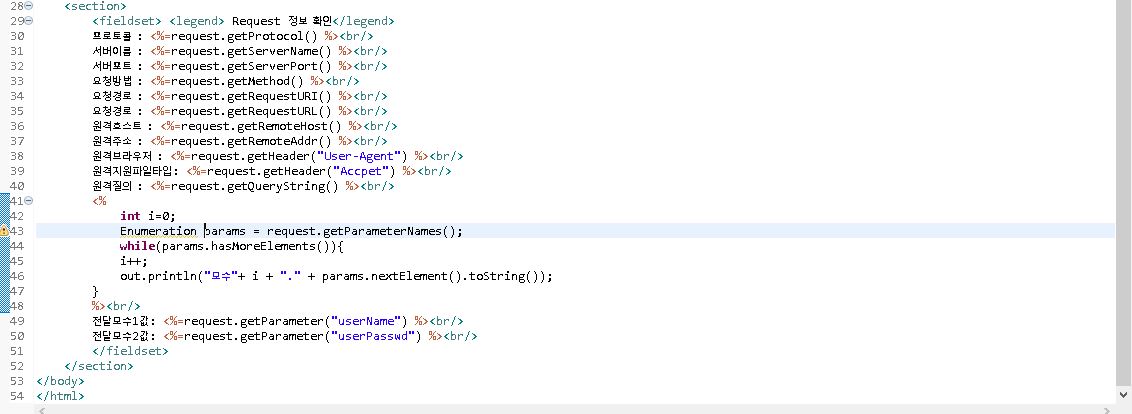 28 <section>
29 <fieldset> <legend> Request 정보 확인</legend>
30 프로토콜 : <%=request.getProtocol() %><br/>
31 서버이름 : <%=request.getServerName() %><br/>
32 서버포트 : <%=request.getServerPort() %><br/>
33 요청방법 : <%=request.getMethod() %><br/>
34 요청경로 : <%=request.getRequestURI() %><br/>
35 요청경로 : <%=request.getRequestURL() %><br/>
36 원격호스트 : <%=request.getRemoteHost() %><br/>
37 원격주소 : <%=request.getRemoteAddr() %><br/>
38 원격브라우저 : <%=request.getHeader("User-Agent") %><br/>
39 원격지원파일타입: <%=request.getHeader("Accpet") %><br/>
40 원격질의 : <%=request.getQueryString() %><br/>
41 <%
42 int i=0;
43 Enumeration params = request.getParameterNames();
44 while(params.hasMoreElements()){
45 i++;
46 out.println("모수"+ i + "." + params.nextElement().toString());
47 }
48 %><br/>
49 전달모수1값: <%=request.getParameter("userName") %><br/>
50 전달모수2값: <%=request.getParameter("userPasswd") %><br/>
51 </fieldset>
52 </section>
53 </body>
54 </html>